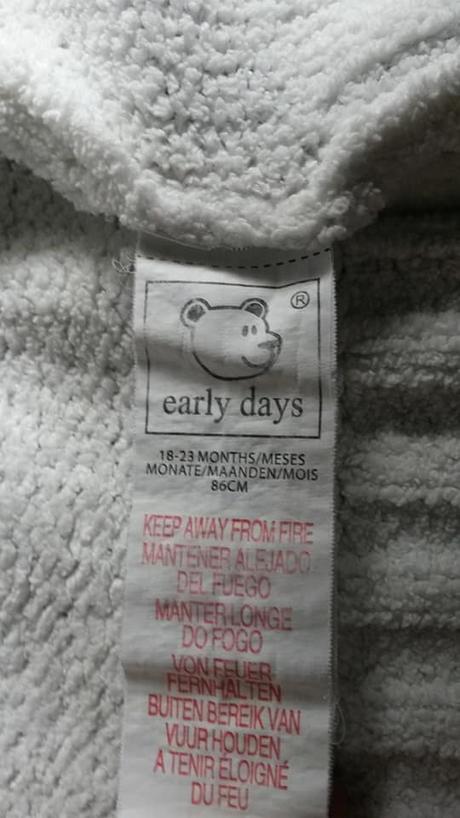 ®
early days
18-23 MONTHS/MESES
MONATE/MAANDEN/MOIS
86CM
KEEP AWAY FROM FIRE
MANTENER ALEJADO
DEL FUEGO
MANTER LONGE
DO FOGO
VON FEUER
FERNHALTEN
BUITEN BEREIK VAN
VUUR HOUDEN
A TENIR ÉLOIGNÉ
DU FEU